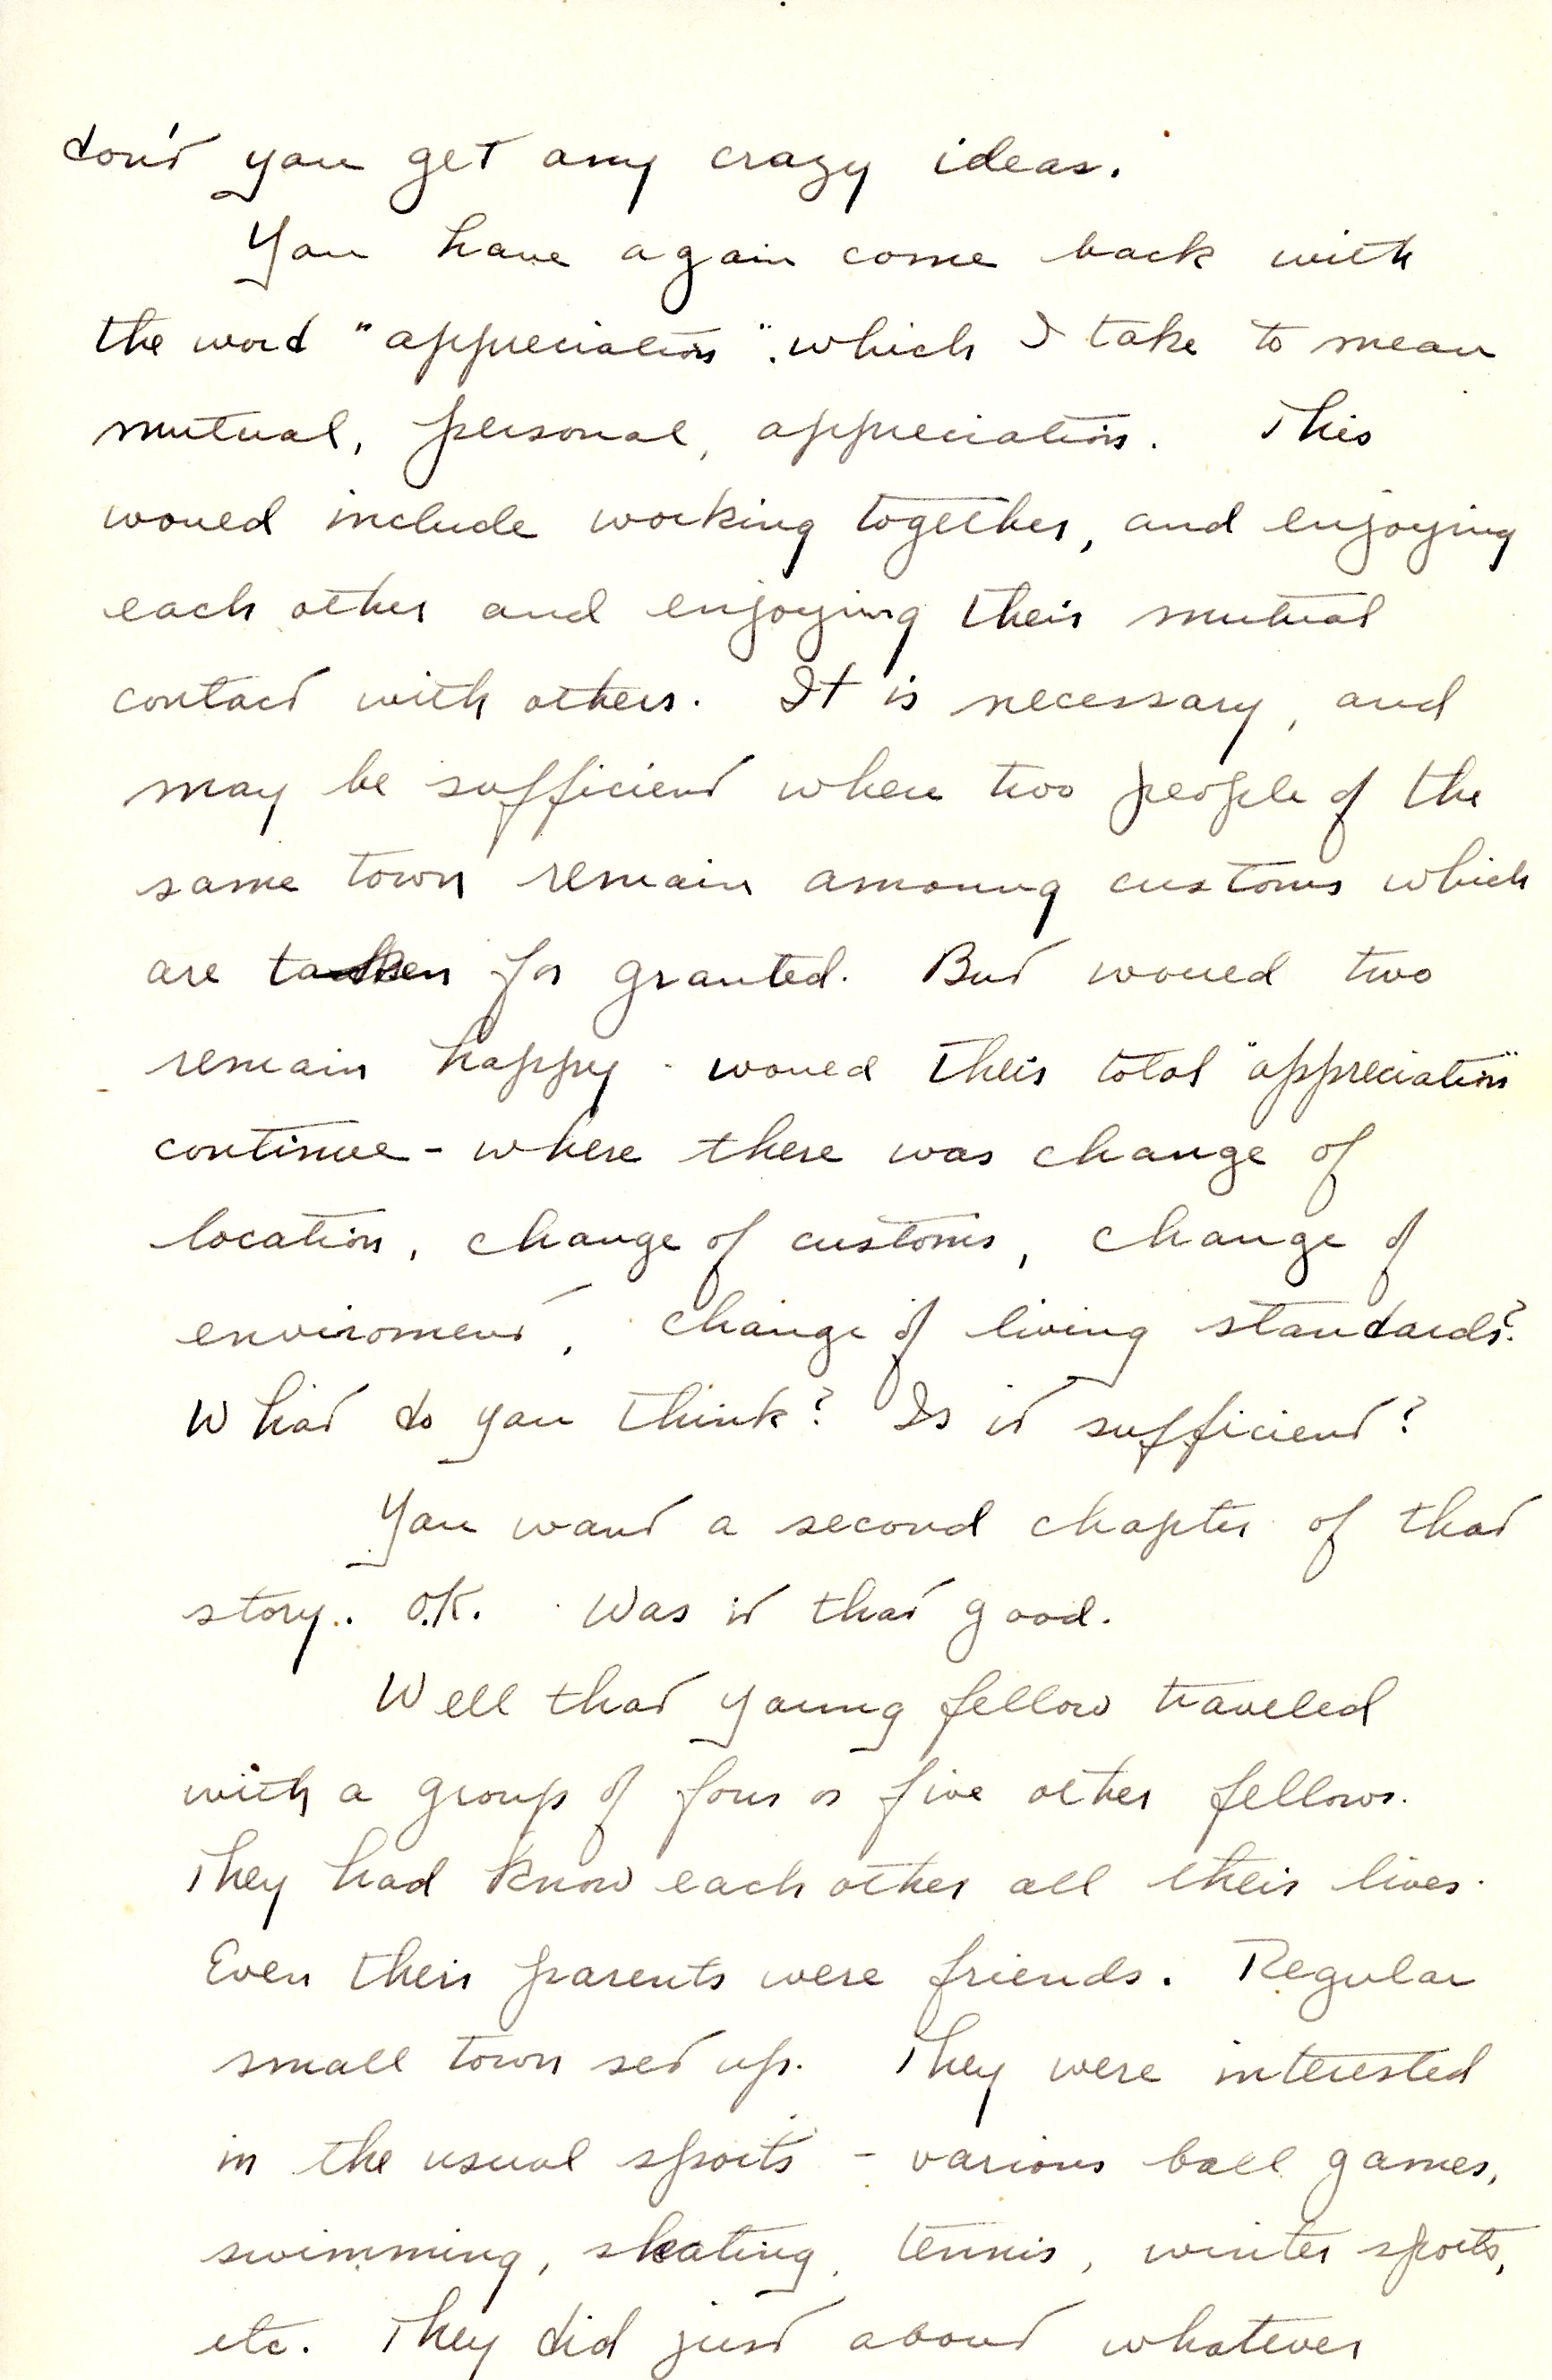 don't you get any crazy ideas.
You have again come back with
the word "appreciation". which I take to mean
mutual, personal, appreciation. This
would include working together, and enjoying
each other and enjoying their mutual
contact with others. It is necessary, and
may be sufficient when two people of the
same town remain amoung customs which
are taken for granted. But would two
remain happy - would their total "appreciation"
continue - where there was change of
location, change of customs, change of
enviroment, change of living standards?
What do you think? Is it sufficient?
You want a second chapter of that
story.. O.K. Was it that good.
Well that young fellow traveled
with a group of four or five other fellows.
They had know each other all their lives.
Even their parents were friends. Regular
small town set up. They were interested
in the usual sports - various ball games,
swimming, skating, tennis, winter sports,
etc. They did just about whatever